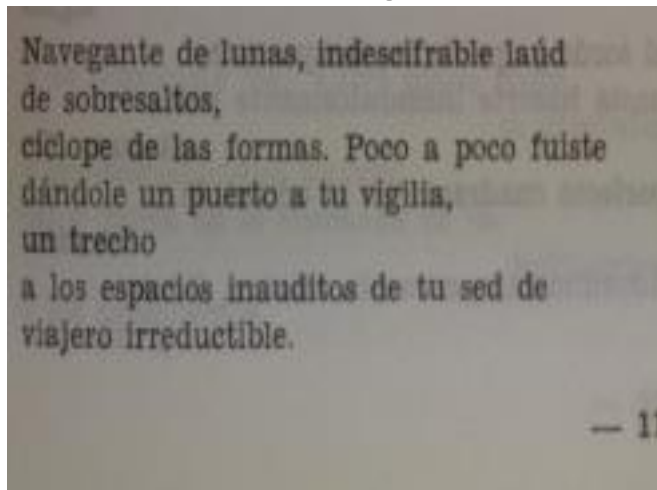 Navegante de lunas, indescifrable laúd
de sobresaltos,
cíclope de las formas. Poco a poco fuiste
dándole un puerto a tu vigilia,
un trecho
a los espacios inauditos de tu sed de
viajero irreductible.